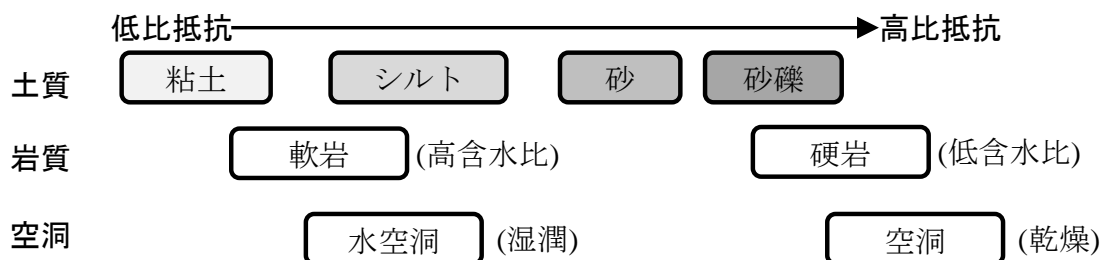 低比抵抗 高比抵抗
土質 粘土 シルト 砂 砂礫
岩質 軟岩 (高含水比) 硬岩 (低含水比)
空洞 水空洞 (湿潤) 空洞 (乾燥)